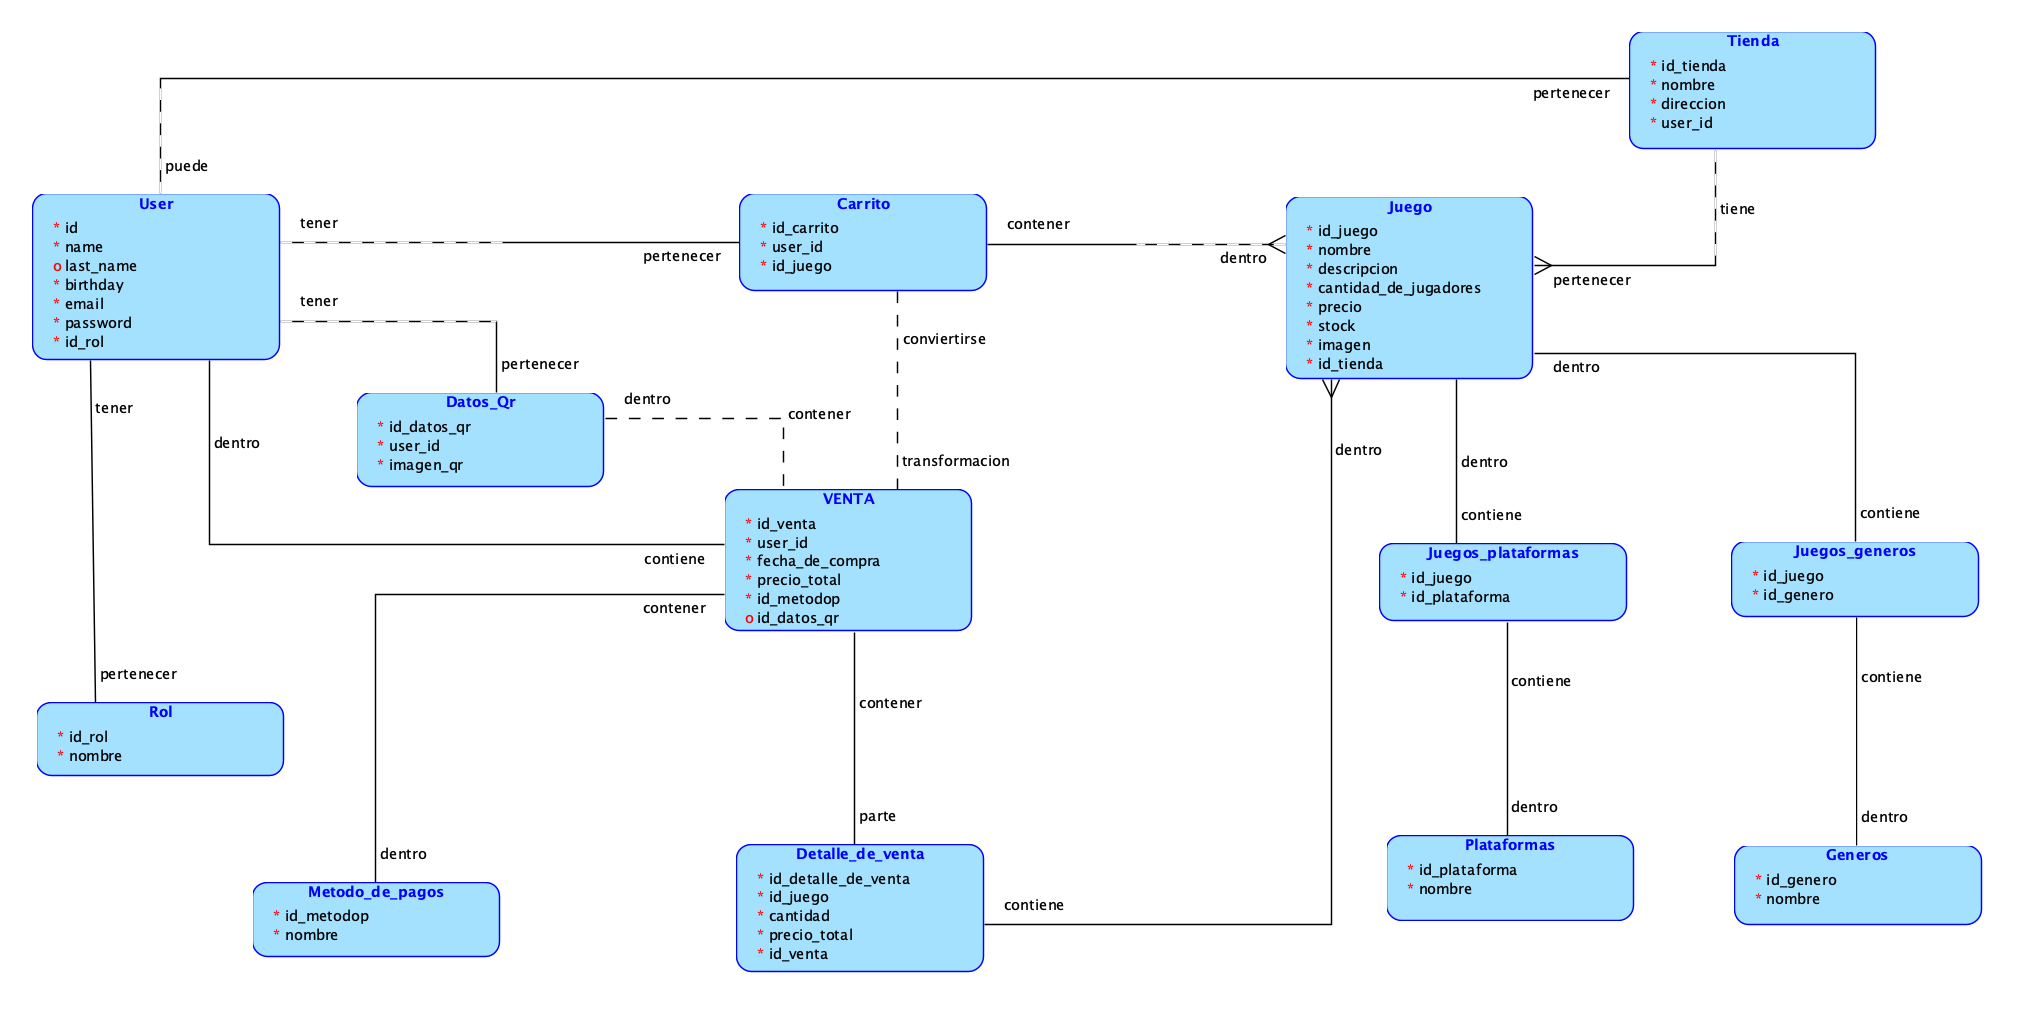 Tienda
* id_tienda
* nombre
* direccion
* user_id
pertenecer
puede
tiene
pertenecer
User
* id
* name
o last_name
* birthday
* email
* password
* id_rol
tener
pertenecer
Carrito
* id_carrito
* user_id
* id_juego
contener
dentro
Juego
* id_juego
* nombre
* descripcion
* cantidad_de_jugadores
* precio
* stock
* imagen
* id_tienda
tener
pertenecer
conviertirse
transformacion
dentro
contener
Datos_Qr
* id_datos_qr
* user_id
* imagen_qr
tener
pertenecer
dentro
contiene
VENTA
* id_venta
* user_id
* fecha_de_compra
* precio_total
* id_metodop
o id_datos_qr
contener
dentro
dentro
dentro
contiene
dentro
contiene
Juegos_plataformas
* id_juego
* id_plataforma
Juegos_generos
* id_juego
* id_genero
contiene
dentro
contiene
dentro
Rol
* id_rol
* nombre
contener
parte
Metodo_de_pagos
* id_metodop
* nombre
Detalle_de_venta
* id_detalle_de_venta
* id_juego
* cantidad
* precio_total
* id_venta
contiene
Plataformas
* id_plataforma
* nombre
Generos
* id_genero
* nombre